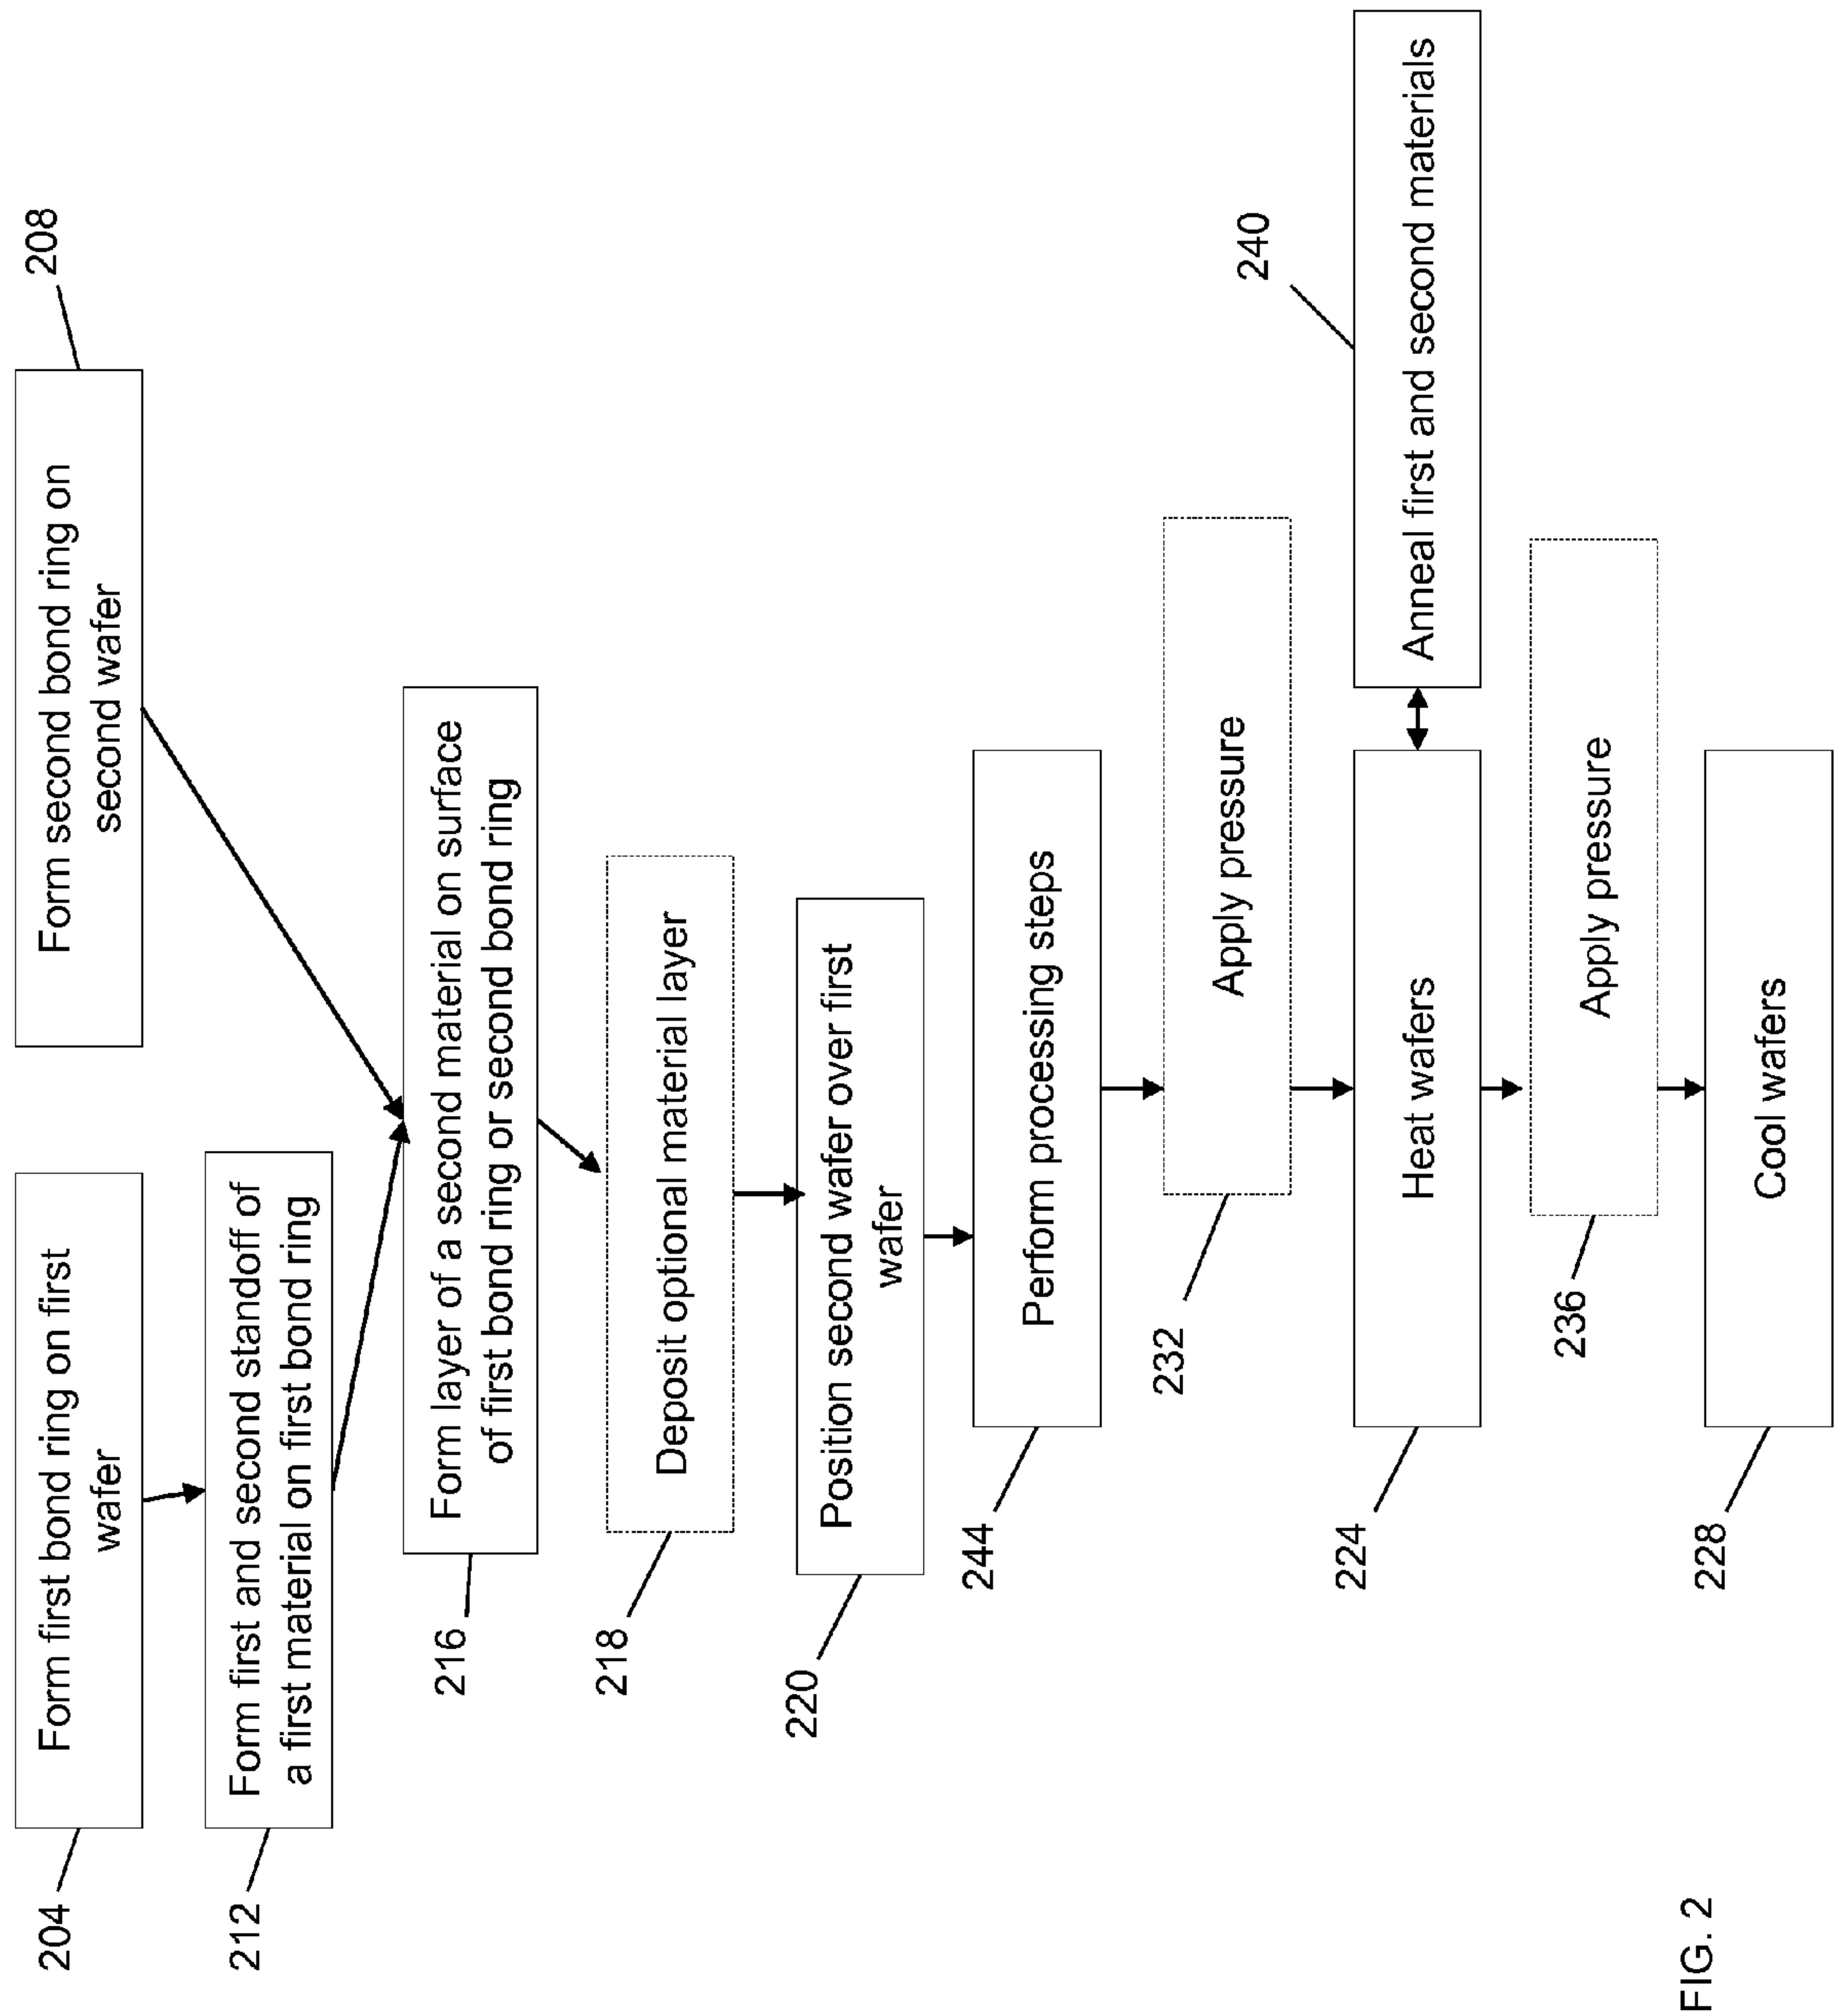 204
Form first bond ring on first
wafer
Form second bond ring on
second wafer
208
212
Form first and second standoff of
a first material on first bond ring
216
Form layer of a second material on surface
of first bond ring or second bond ring
218
Deposit optional material layer
220
Position second wafer over first
wafer
244
Perform processing steps
232
Apply pressure
224
Heat wafers
240
Anneal first and second materials
236
Apply pressure
228
Cool wafers
FIG. 2